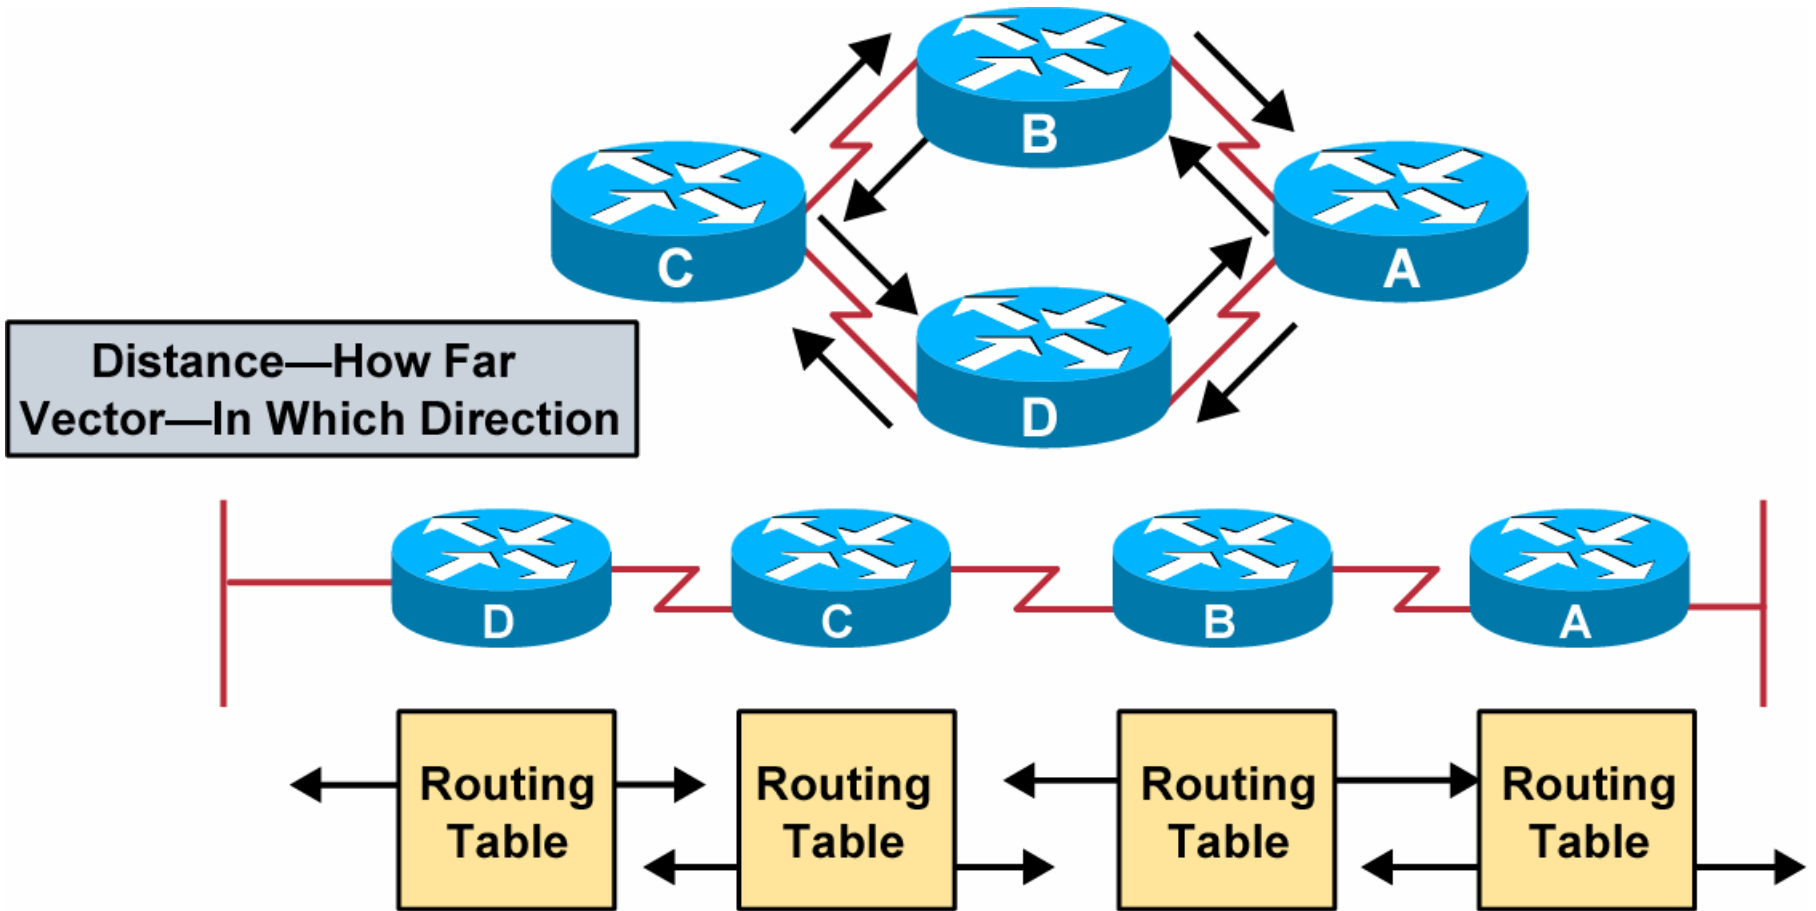 B
C
A
D
Distance—How Far
Vector—In Which Direction
D
C
B
A
Routing
Table
Routing
Table
Routing
Table
Routing
Table